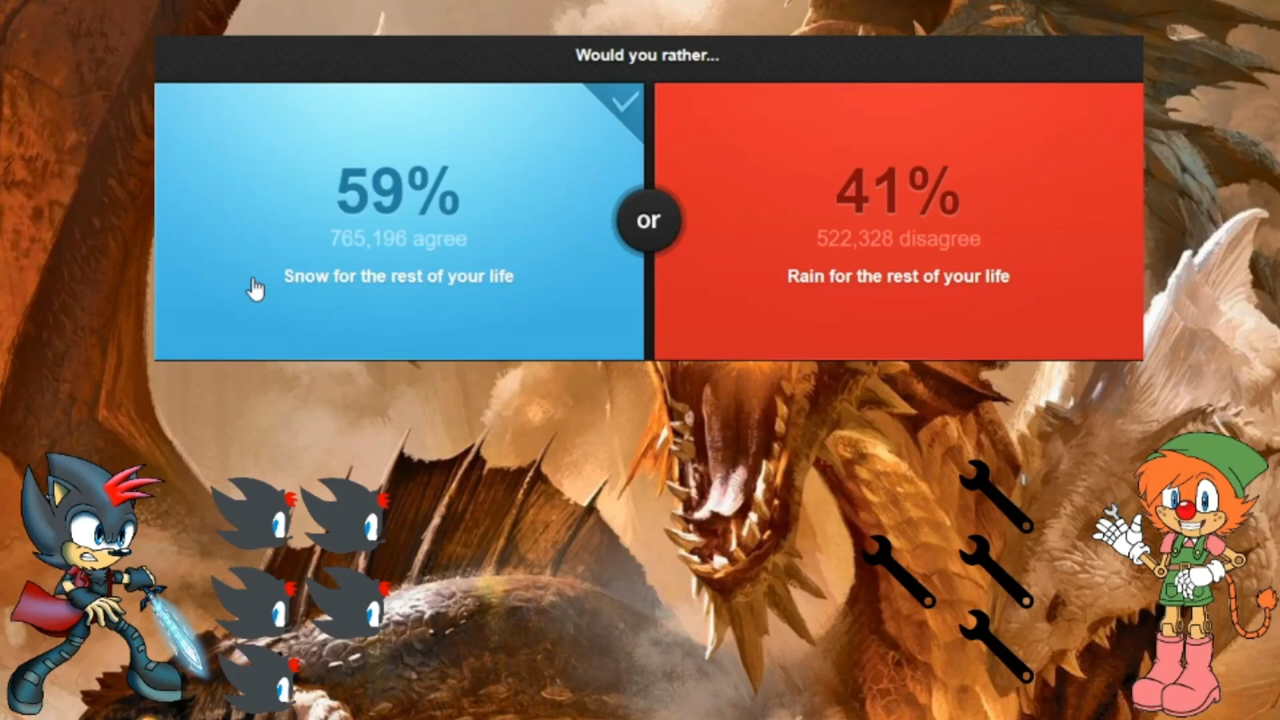 Would you rather...
59%
765,196 agree
Snow for the rest of your life
or
41%
522,328 disagree
Rain for the rest of your life